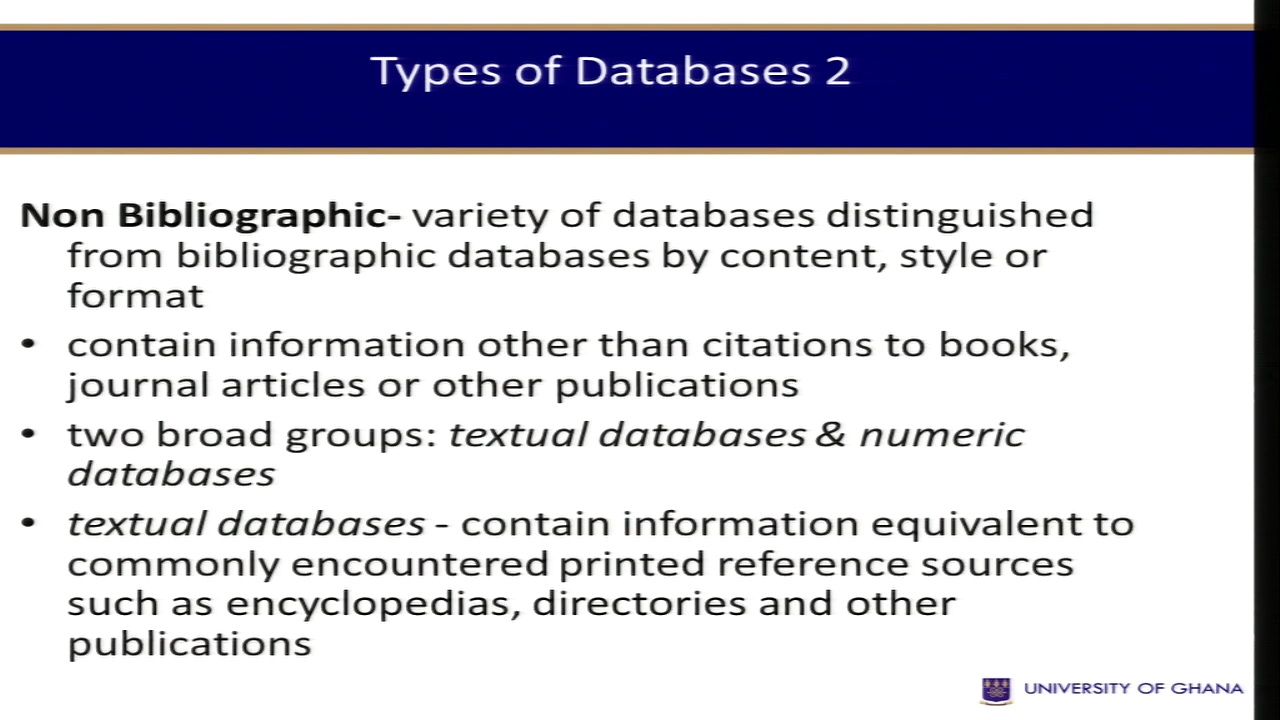 Types of Databases 2
Non Bibliographic- variety of databases distinguished
from bibliographic databases by content, style or
format
• contain information other than citations to books,
journal articles or other publications
• two broad groups: textual databases & numeric
databases
• textual databases - contain information equivalent to
commonly encountered printed reference sources
such as encyclopedias, directories and other
publications
UNIVERSITY OF GHANA